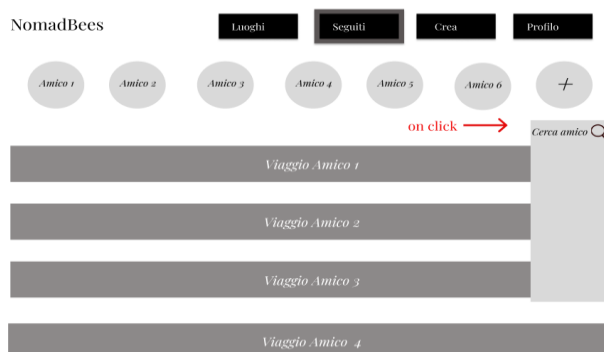 NomadBees
Luoghi
Seguiti
Crea
Profilo
Amico 1
Amico 2
Amico 3
Amico 4
Amico 5
Amico 6
+
on click
Cerca amico
Viaggio Amico 1
Viaggio Amico 2
Viaggio Amico 3
Viaggio Amico 4